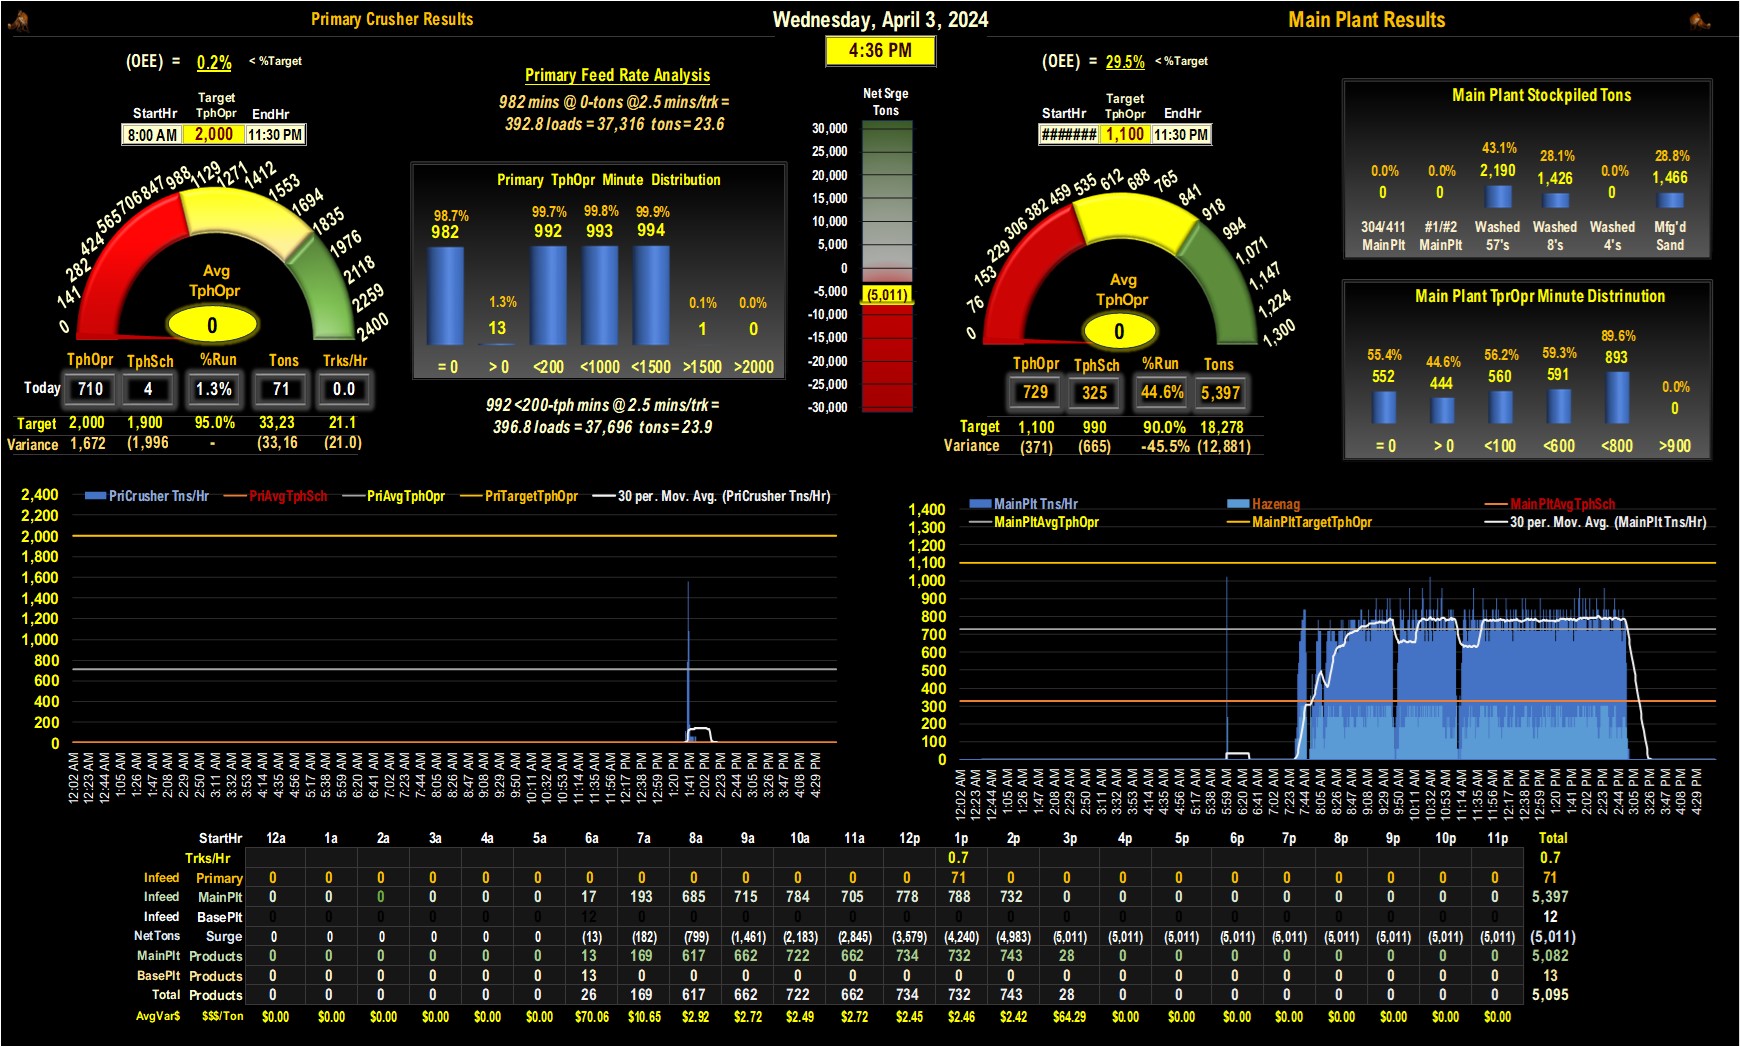 Primary Crusher Results
Wednesday, April 3, 2024
Main Plant Results
4:36 PM
(OEE) = 0.2% < %Target
Target
StartHr TphOpr EndHr
8:00 AM 2,000 11:30 PM
0 141 282 424 565 706 847 988 1129 1271 1412 1553 1694 1835 1976 2118 2259 2400
Avg
TphOpr
0
TphOpr TphSch %Run Tons Trks/Hr
Today 710 4 1.3% 71 0.0
Target 2,000 1,900 95.0% 33,23 21.1
Variance 1,672 (1,996 - (33,16 (21.0)
Primary Feed Rate Analysis
982 mins @ 0-tons @2.5 mins/trk =
392.8 loads = 37,316 tons = 23.6
Primary TphOpr Minute Distribution
98.7% 1.3% 99.7% 99.8% 99.9% 0.1% 0.0%
982 13 992 993 994 1 0
= 0 > 0 <200 <1000 <1500 >1500 >2000
992 <200-tph mins @ 2.5 mins/trk =
396.8 loads = 37,696 tons = 23.9
Net Srge
Tons
30,000
25,000
20,000
15,000
10,000
5,000
0
-5,000
(5,011)
-10,000
-15,000
-20,000
-25,000
-30,000
(OEE) = 29.5% < %Target
Target
StartHr TphOpr EndHr
####### 1,100 11:30 PM
0 76 153 229 306 382 459 535 612 688 765 841 918 994 1,071 1,147 1,224 1,300
Avg
TphOpr
0
TphOpr TphSch %Run Tons
729 325 44.6% 5,397
Target 1,100 990 90.0% 18,278
Variance (371) (665) -45.5% (12,881)
Main Plant Stockpiled Tons
0.0% 0.0% 43.1% 28.1% 0.0% 28.8%
0 0 2,190 1,426 0 1,466
304/411 #1/#2 Washed Washed Washed Mfg'd
MainPlt MainPlt 57's 8's 4's Sand
Main Plant TprOpr Minute Distrinution
55.4% 44.6% 56.2% 59.3% 89.6% 0.0%
552 444 560 591 893 0
= 0 > 0 <100 <600 <800 >900
PriCrusher Tns/Hr PriAvgTphSch PriAvgTphOpr PriTargetTphOpr 30 per. Mov. Avg. (PriCrusher Tns/Hr)
2,400
2,200
2,000
1,800
1,600
1,400
1,200
1,000
800
600
400
200
0
12:02 AM 12:23 AM 12:44 AM 1:05 AM 1:26 AM 1:47 AM 2:08 AM 2:29 AM 2:50 AM 3:11 AM 3:32 AM 3:53 AM 4:14 AM 4:35 AM 4:56 AM 5:17 AM 5:38 AM 5:59 AM 6:20 AM 6:41 AM 7:02 AM 7:23 AM 7:44 AM 8:05 AM 8:26 AM 8:47 AM 9:08 AM 9:29 AM 9:50 AM 10:11 AM 10:32 AM 10:53 AM 11:14 AM 11:35 AM 11:56 AM 12:17 PM 12:38 PM 12:59 PM 1:20 PM 1:41 PM 2:02 PM 2:23 PM 2:44 PM 3:05 PM 3:26 PM 3:47 PM 4:08 PM 4:29 PM
MainPlt Tns/Hr Hazenag MainPltAvgTphSch
MainPltAvgTphOpr MainPltTargetTphOpr 30 per. Mov. Avg. (MainPlt Tns/Hr)
1,400
1,300
1,200
1,100
1,000
900
800
700
600
500
400
300
200
100
0
12:02 AM 12:23 AM 12:44 AM 1:05 AM 1:26 AM 1:47 AM 2:08 AM 2:29 AM 2:50 AM 3:11 AM 3:32 AM 3:53 AM 4:14 AM 4:35 AM 4:56 AM 5:17 AM 5:38 AM 5:59 AM 6:20 AM 6:41 AM 7:02 AM 7:23 AM 7:44 AM 8:05 AM 8:26 AM 8:47 AM 9:08 AM 9:29 AM 9:50 AM 10:11 AM 10:32 AM 10:53 AM 11:14 AM 11:35 AM 11:56 AM 12:17 PM 12:38 PM 12:59 PM 1:20 PM 1:41 PM 2:02 PM 2:23 PM 2:44 PM 3:05 PM 3:26 PM 3:47 PM 4:08 PM 4:29 PM
StartHr 12a 1a 2a 3a 4a 5a 6a 7a 8a 9a 10a 11a 12p 1p 2p 3p 4p 5p 6p 7p 8p 9p 10p 11p Total
Trks/Hr 0.7 0.7
Infeed Primary 0 0 0 0 0 0 0 0 0 0 0 0 0 71 0 0 0 0 0 0 0 0 0 0 71
Infeed MainPlt 0 0 0 0 0 0 17 193 685 715 784 705 778 788 732 0 0 0 0 0 0 0 0 0 5,397
Infeed BasePlt 0 0 0 0 0 0 12 0 0 0 0 0 0 0 0 0 0 0 0 0 0 0 0 0 12
NetTons Surge 0 0 0 0 0 0 (13) (182) (799) (1,461) (2,183) (2,845) (3,579) (4,240) (4,983) (5,011) (5,011) (5,011) (5,011) (5,011) (5,011) (5,011) (5,011) (5,011) (5,011)
MainPlt Products 0 0 0 0 0 0 13 169 617 662 722 662 734 732 743 28 0 0 0 0 0 0 0 0 5,082
BasePlt Products 0 0 0 0 0 0 13 0 0 0 0 0 0 0 0 0 0 0 0 0 0 0 0 0 13
Total Products 0 0 0 0 0 0 26 169 617 662 722 662 734 732 743 28 0 0 0 0 0 0 0 0 5,095
AvgVar$ $$$/Ton $0.00 $0.00 $0.00 $0.00 $0.00 $0.00 $70.06 $10.65 $2.92 $2.72 $2.49 $2.72 $2.45 $2.46 $2.42 $64.29 $0.00 $0.00 $0.00 $0.00 $0.00 $0.00 $0.00 $0.00